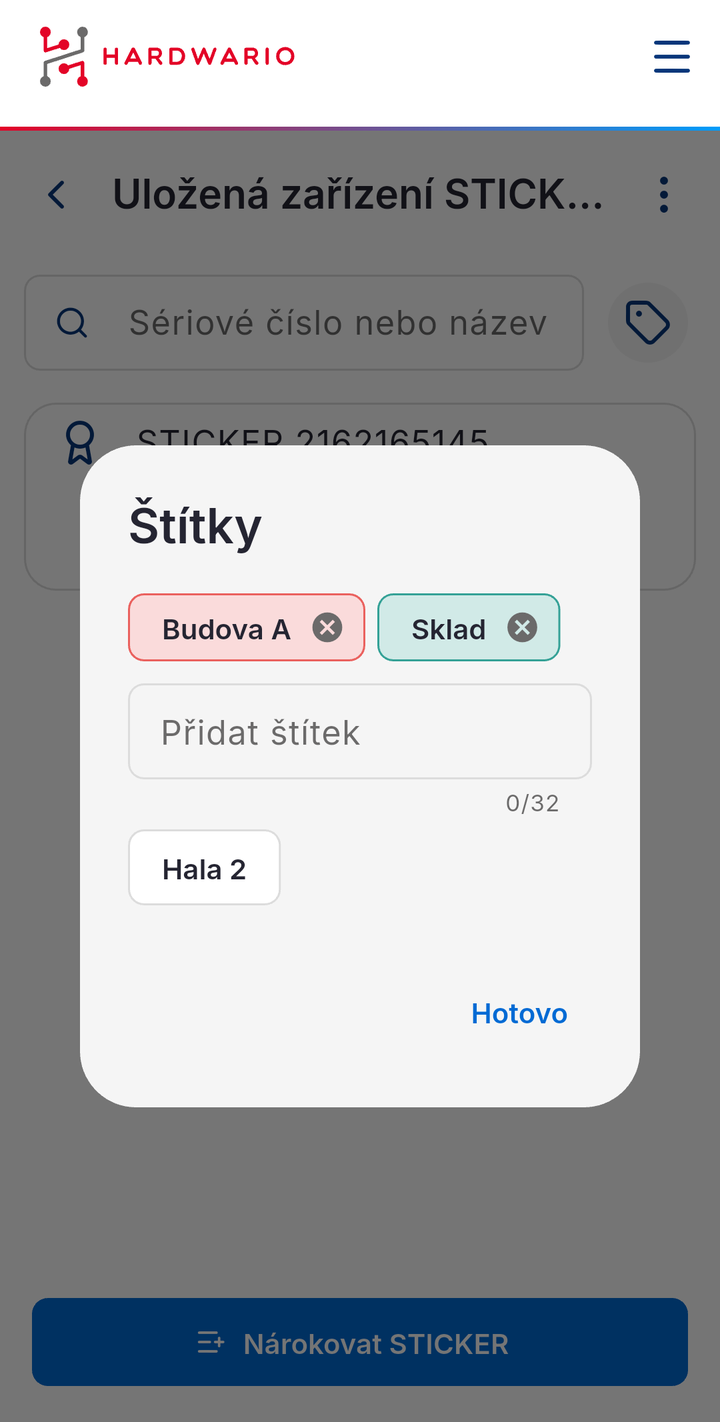 HARDWARIO
Uložená zařízení STICK...
Sériové číslo nebo název
STICKER 2162165145
Štítky
Budova A
Sklad
Přidat štítek
0/32
Hala 2
Hotovo
Nárokovat STICKER